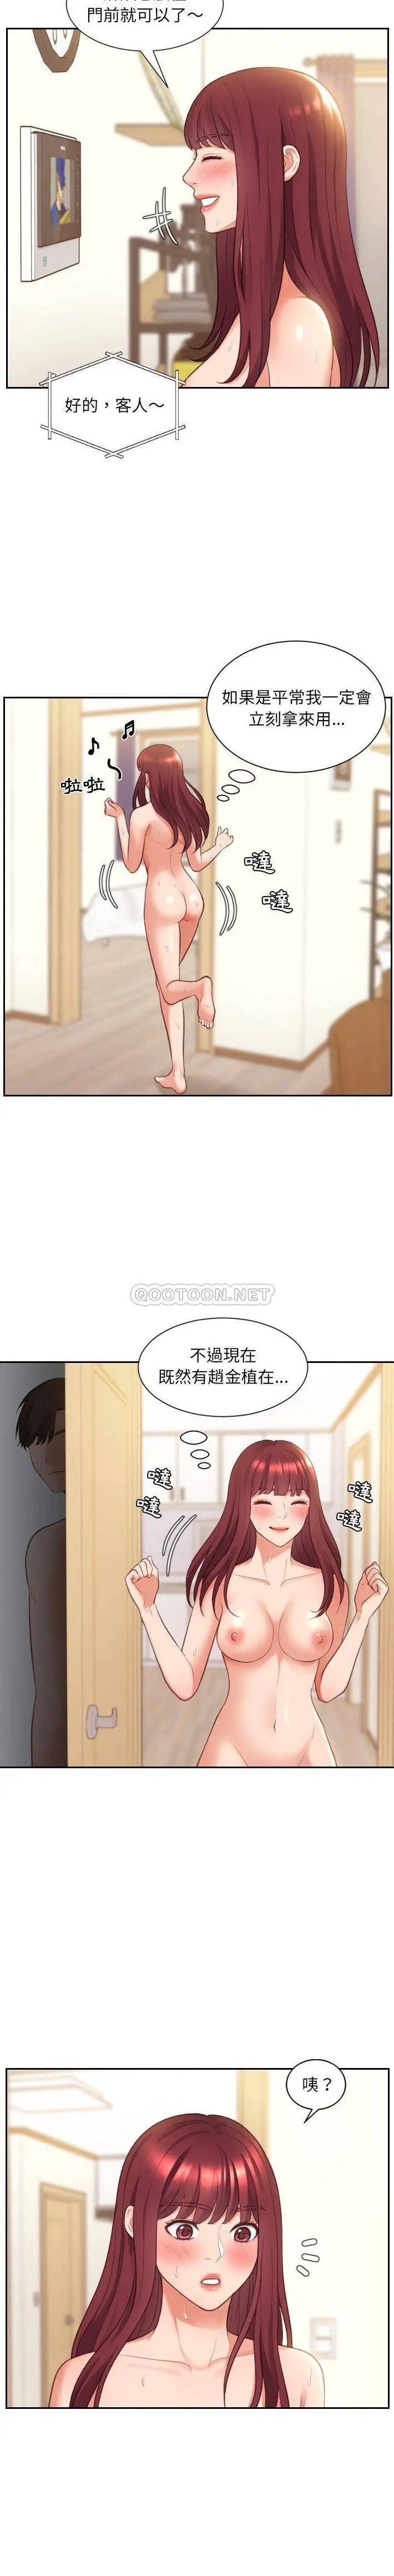 門前就可以了～
好的，客人～
如果是平常我一定會
立刻拿來用...
啦啦
噠
噠
QOOTOON.NET
不過現在
既然有趙金植在...
噠
噠
噠
噠
咦？